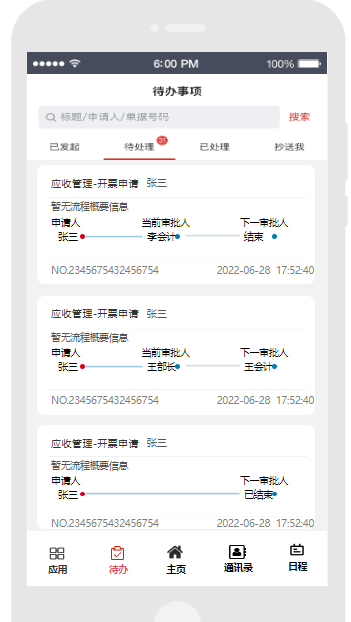 6:00 PM 100%
待办事项
标题/申请人/单据号码 搜索
已发起 待处理 51 已处理 抄送我
应收管理-开票申请 张三
暂无流程概要信息
申请人 当前审批人 下一审批人
张三 李会计 结束
NO.2345675432456754 2022-06-28 17:52:40
应收管理-开票申请 张三
暂无流程概要信息
申请人 当前审批人 下一审批人
张三 王部长 王会计
NO.2345675432456754 2022-06-28 17:52:40
应收管理-开票申请 张三
暂无流程概要信息
申请人 下一审批人
张三 已结束
NO.2345675432456754 2022-06-28 17:52:40
应用 待办 主页 通讯录 日程